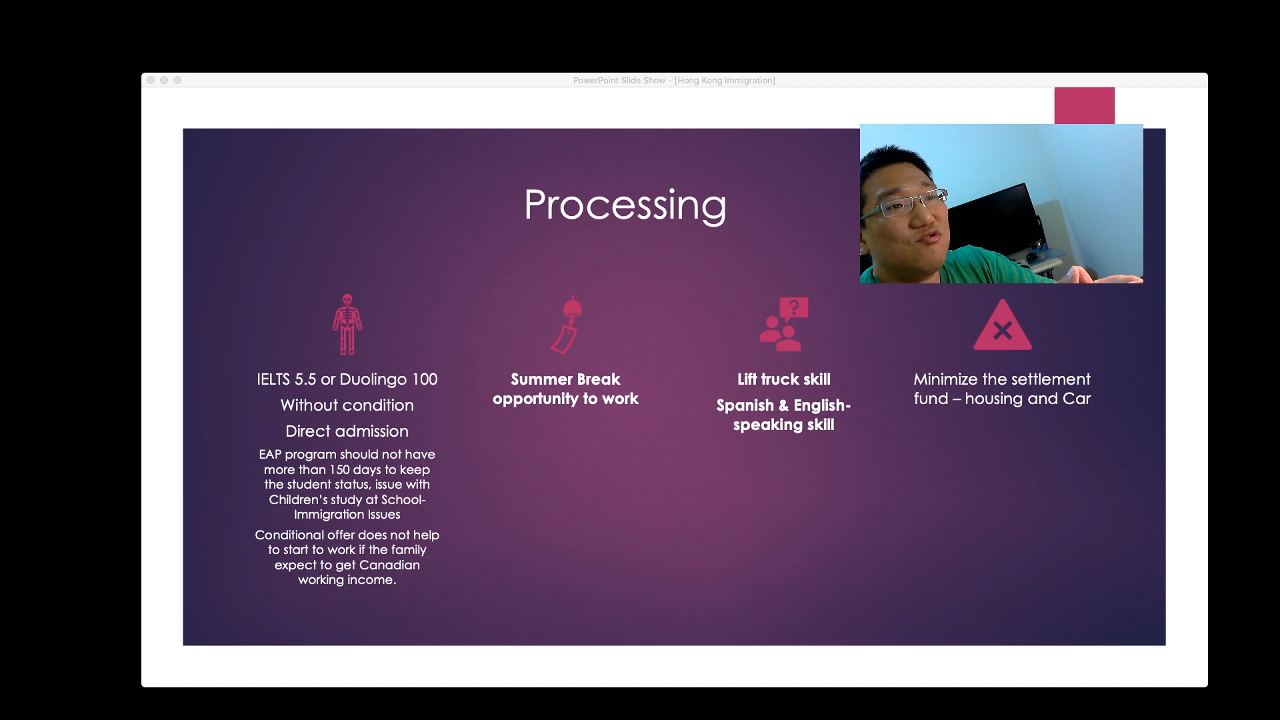 PowerPoint Slide Show - [Hong Kong Immigration]
Processing
IELTS 5.5 or Duolingo 100
Without condition
Direct admission
EAP program should not have
more than 150 days to keep
the student status, issue with
Children's study at School-
Immigration Issues
Conditional offer does not help
to start to work if the family
expect to get Canadian
working income.
Summer Break
opportunity to work
?
Lift truck skill
Spanish & English-
speaking skill
Minimize the settlement
fund – housing and Car